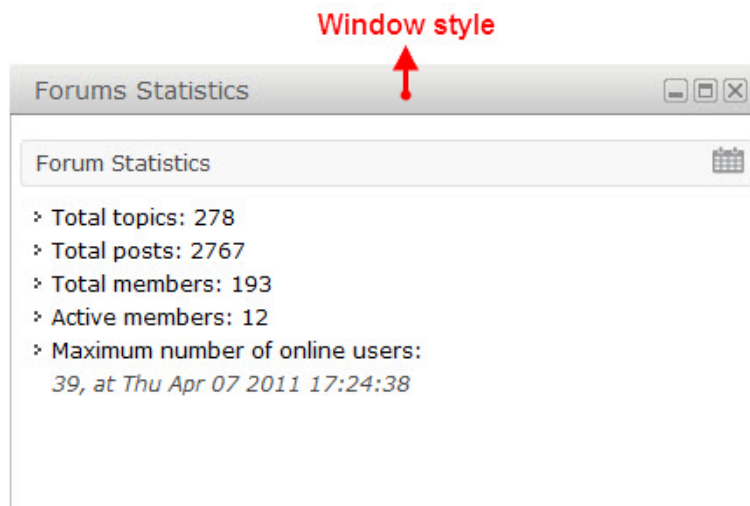 Window style
Forums Statistics
Forum Statistics
Total topics: 278
Total posts: 2767
Total members: 193
Active members: 12
Maximum number of online users:
39, at Thu Apr 07 2011 17:24:38